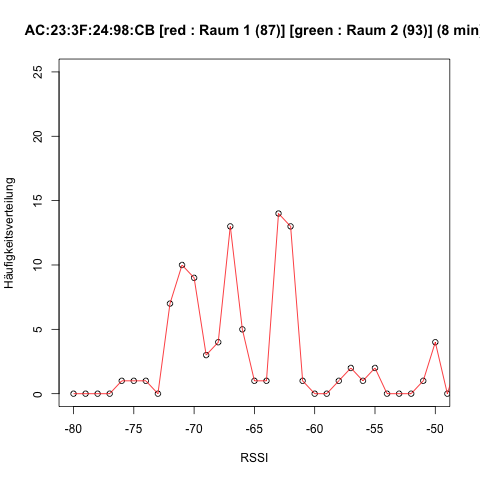 AC:23:3F:24:98:CB [red : Raum 1 (87)] [green : Raum 2 (93)] (8 min)
Häufigkeitsverteilung
25
20
15
10
5
0
-80 -75 -70 -65 -60 -55 -50
RSSI